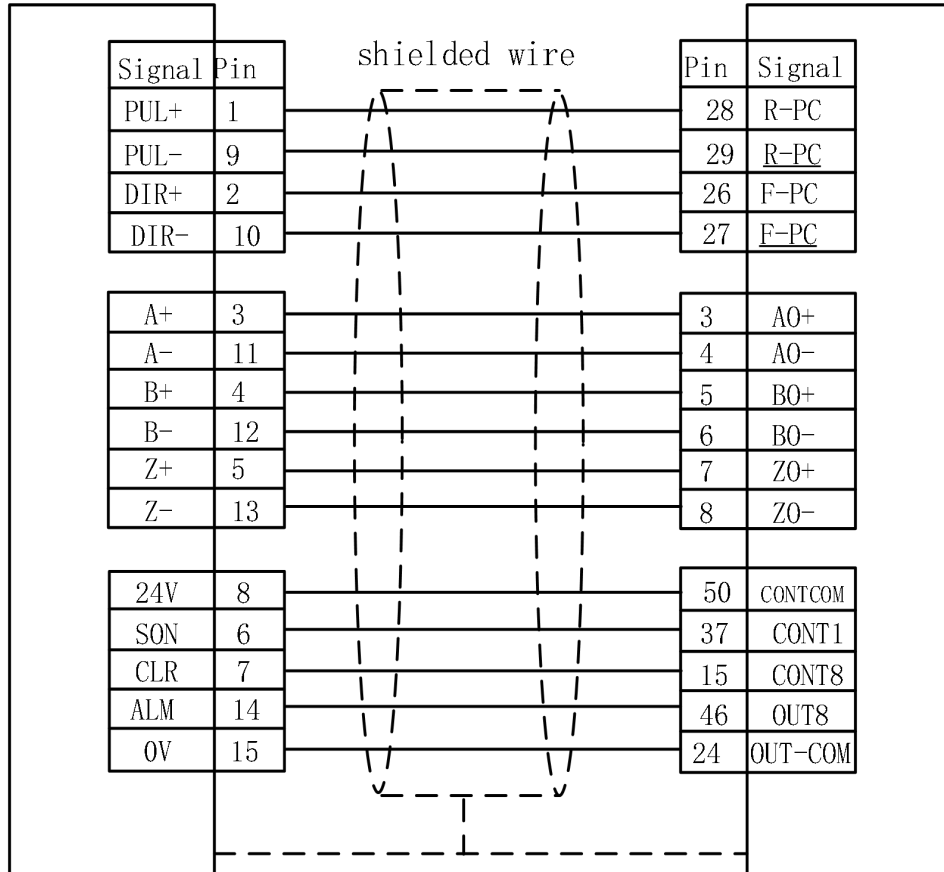 shielded wire
Signal Pin Pin Signal
PUL+ 1 28 R-PC
PUL- 9 29 R-PC
DIR+ 2 26 F-PC
DIR- 10 27 F-PC
A+ 3 3 AO+
A- 11 4 AO-
B+ 4 5 BO+
B- 12 6 BO-
Z+ 5 7 ZO+
Z- 13 8 ZO-
24V 8 50 CONTCOM
SON 6 37 CONT1
CLR 7 15 CONT8
ALM 14 46 OUT8
0V 15 24 OUT-COM